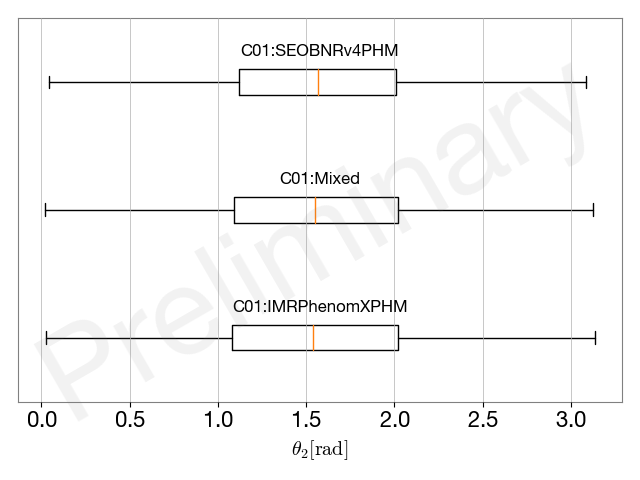 C01:SEOBNRv4PHM
C01:Mixed
C01:IMRPhenomXPHM
Preliminary
0.0 0.5 1.0 1.5 2.0 2.5 3.0
θ₂[rad]